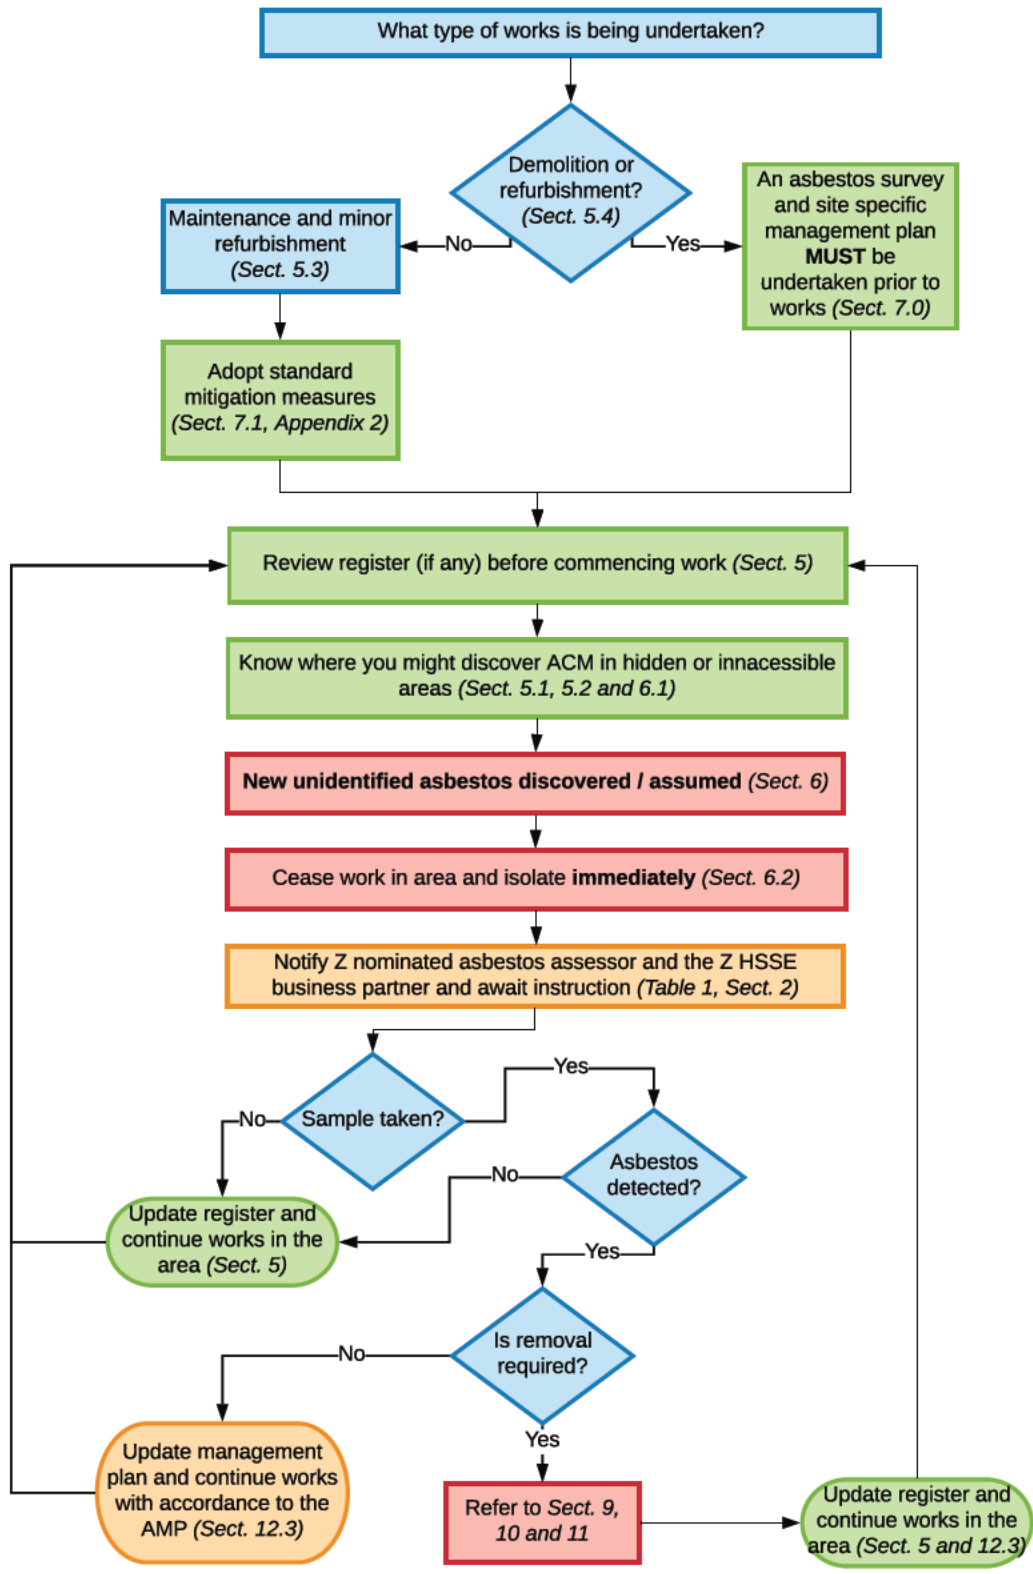 What type of works is being undertaken?
Demolition or
refurbishment?
(Sect. 5.4)
No
Yes
Maintenance and minor
refurbishment
(Sect. 5.3)
An asbestos survey
and site specific
management plan
MUST be
undertaken prior to
works (Sect. 7.0)
Adopt standard
mitigation measures
(Sect. 7.1, Appendix 2)
Review register (if any) before commencing work (Sect. 5)
Know where you might discover ACM in hidden or innacessible
areas (Sect. 5.1, 5.2 and 6.1)
New unidentified asbestos discovered / assumed (Sect. 6)
Cease work in area and isolate immediately (Sect. 6.2)
Notify Z nominated asbestos assessor and the Z HSSE
business partner and await instruction (Table 1, Sect. 2)
Sample taken?
No
Yes
Asbestos
detected?
No
Yes
Update register and
continue works in the
area (Sect. 5)
Is removal
required?
No
Yes
Update management
plan and continue works
with accordance to the
AMP (Sect. 12.3)
Refer to Sect. 9,
10 and 11
Update register and
continue works in the
area (Sect. 5 and 12.3)